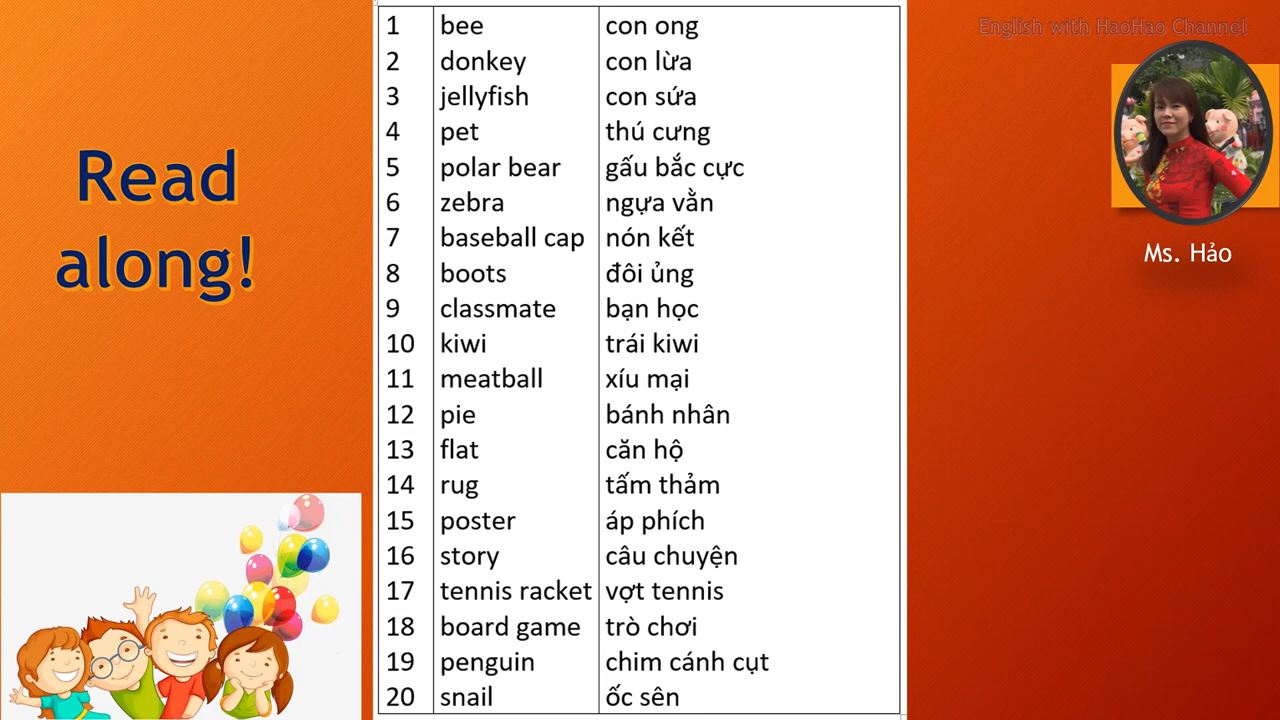 English with HaoHao Channel
Read
along!
1 bee con ong
2 donkey con lừa
3 jellyfish con sứa
4 pet thú cưng
5 polar bear gấu bắc cực
6 zebra ngựa vằn
7 baseball cap nón kết
8 boots đôi ủng
9 classmate bạn học
10 kiwi trái kiwi
11 meatball xíu mại
12 pie bánh nhân
13 flat căn hộ
14 rug tấm thảm
15 poster áp phích
16 story câu chuyện
17 tennis racket vợt tennis
18 board game trò chơi
19 penguin chim cánh cụt
20 snail ốc sên
Ms. Hảo